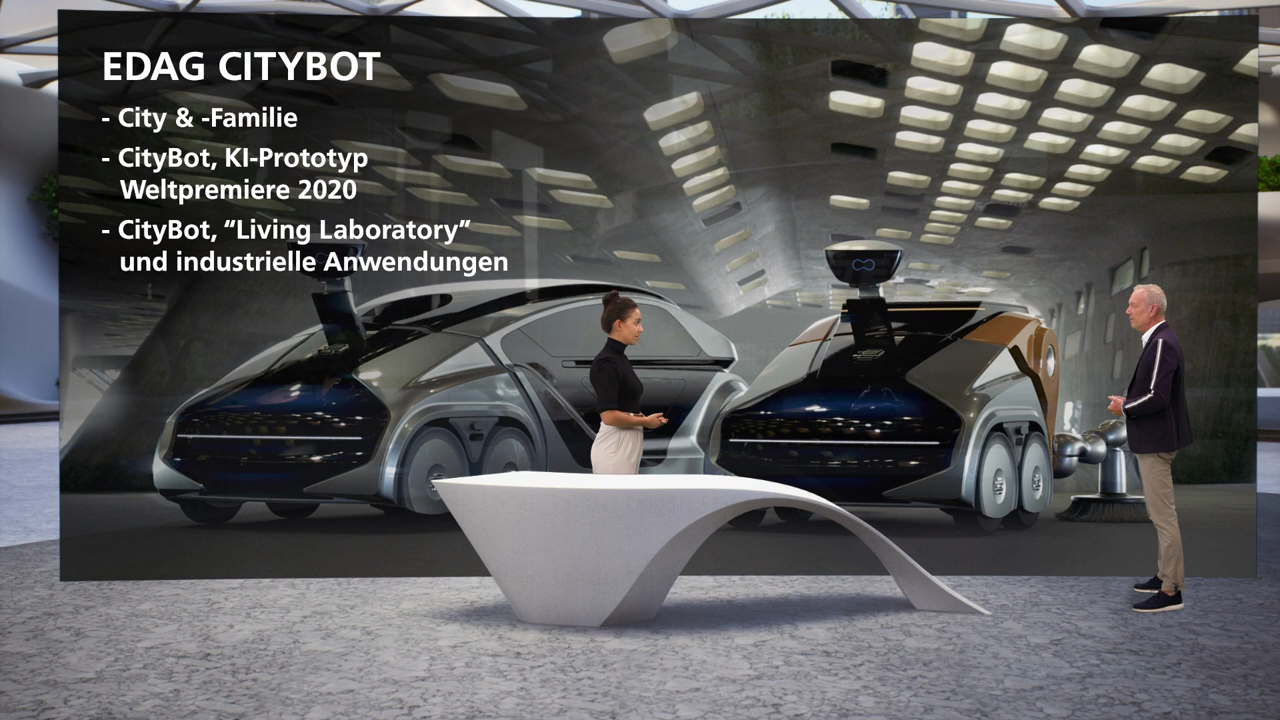 EDAG CITYBOT
- City & -Familie
- CityBot, KI-Prototyp
Weltpremiere 2020
- CityBot, “Living Laboratory”
und industrielle Anwendungen